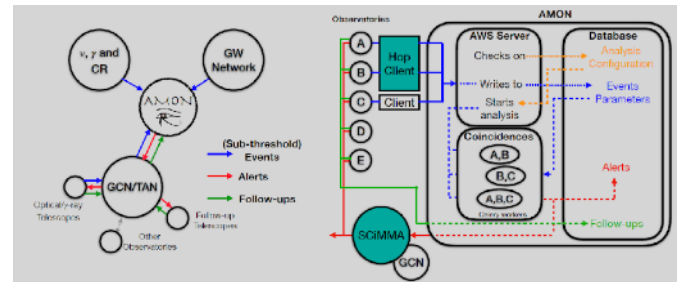 ν, γ and
CR
GW
Network
AMON
(Sub-threshold)
Events
Alerts
Follow-ups
GCN/TAN
Optical/γ-ray
Telescopes
Follow-up
Telescopes
Other
Observatories
Observatories
A
B
C
D
E
Hop
Client
Client
SCiMMA
GCN
AMON
AWS Server
Checks on
Writes to
Starts
analysis
Coincidences
A,B
B,C
A,B,C
Celery workers
Database
Analysis
Configuration
Events
Parameters
Alerts
Follow-ups